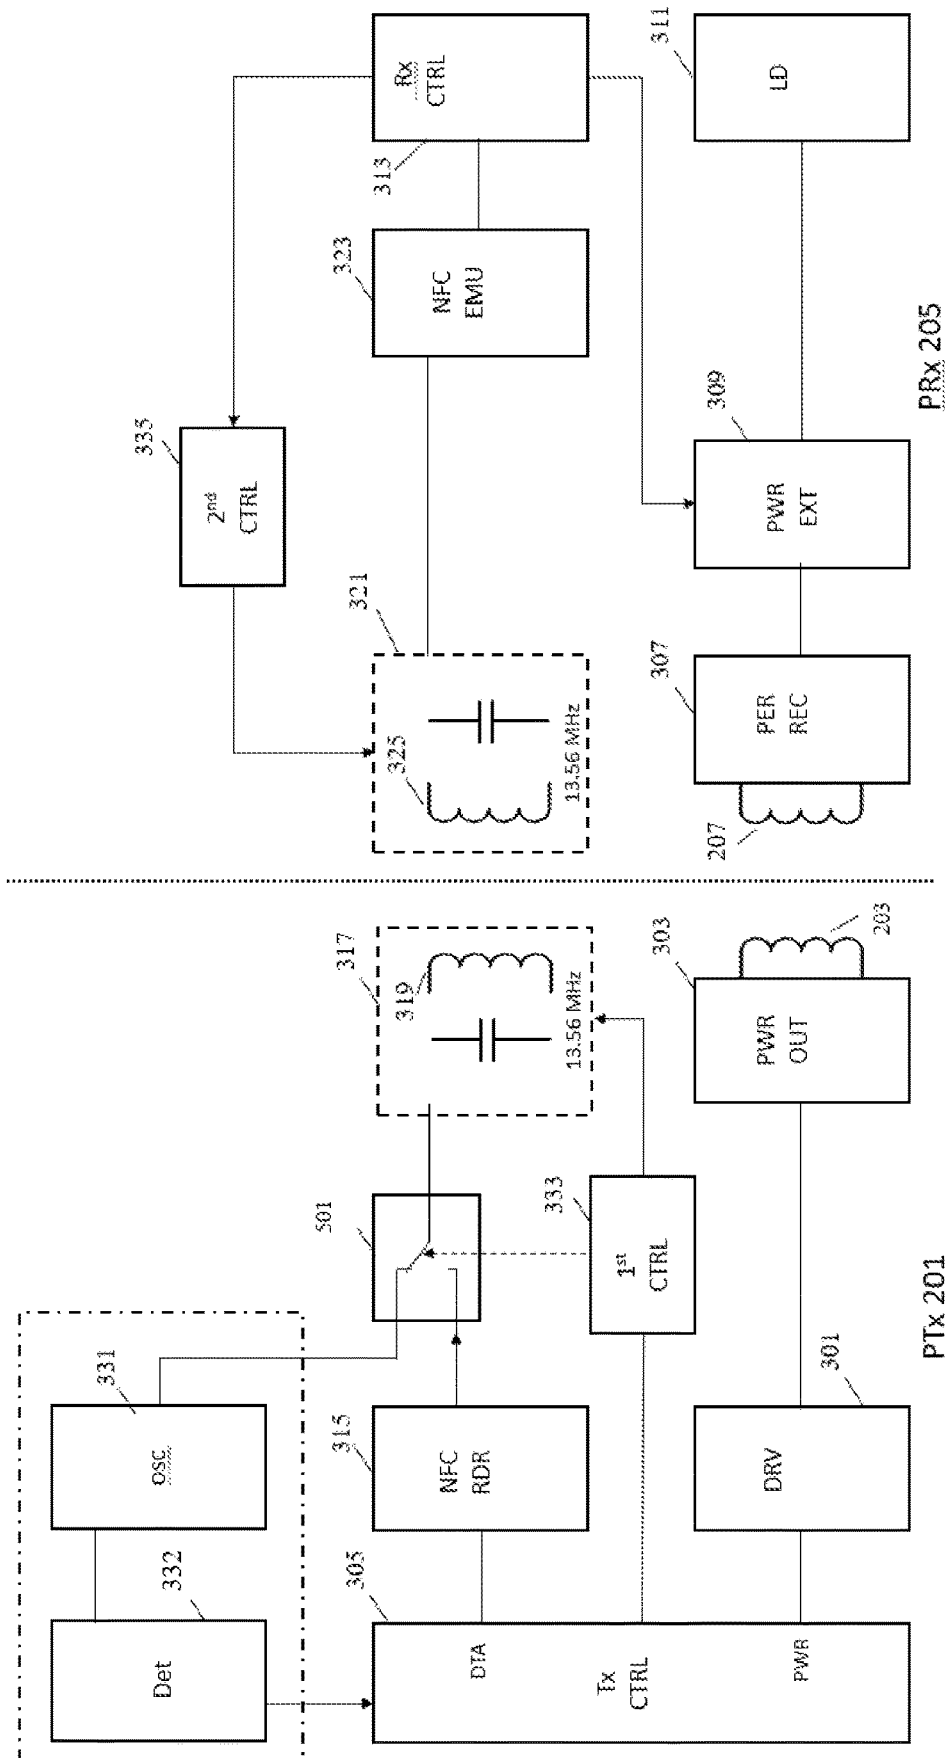 Det
332
osc
331
Tx
CTRL
DTA
PWR
305
NFC
RDR
315
501
317
319
13.56 MHz
1st
CTRL
333
DRV
301
PWR
OUT
303
203
PTx 201
2nd
CTRL
335
321
325
13.56 MHz
NFC
EMU
323
Rx
CTRL
313
207
PER
REC
307
PWR
EXT
309
LD
311
PRx 205